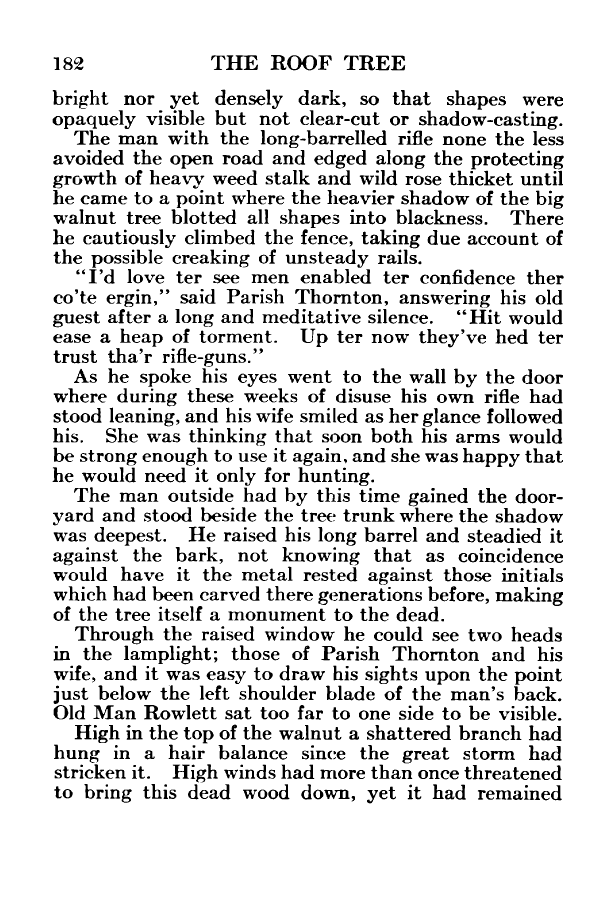 182 THE ROOF TREE
bright nor yet densely dark, so that shapes were
opaquely visible but not clear-cut or shadow-casting.
The man with the long-barrelled rifle none the less
avoided the open road and edged along the protecting
growth of heavy weed stalk and wild rose thicket until
he came to a point where the heavier shadow of the big
walnut tree blotted all shapes into blackness. There
he cautiously climbed the fence, taking due account of
the possible creaking of unsteady rails.
"I'd love ter see men enabled ter confidence ther
co'te ergin," said Parish Thornton, answering his old
guest after a long and meditative silence. "Hit would
ease a heap of torment. Up ter now they've hed ter
trust tha'r rifle-guns."
As he spoke his eyes went to the wall by the door
where during these weeks of disuse his own rifle had
stood leaning, and his wife smiled as her glance followed
his. She was thinking that soon both his arms would
be strong enough to use it again, and she was happy that
he would need it only for hunting.
The man outside had by this time gained the door-
yard and stood beside the tree trunk where the shadow
was deepest. He raised his long barrel and steadied it
against the bark, not knowing that as coincidence
would have it the metal rested against those initials
which had been carved there generations before, making
of the tree itself a monument to the dead.
Through the raised window he could see two heads
in the lamplight; those of Parish Thornton and his
wife, and it was easy to draw his sights upon the point
just below the left shoulder blade of the man's back.
Old Man Rowlett sat too far to one side to be visible.
High in the top of the walnut a shattered branch had
hung in a hair balance since the great storm had
stricken it. High winds had more than once threatened
to bring this dead wood down, yet it had remained